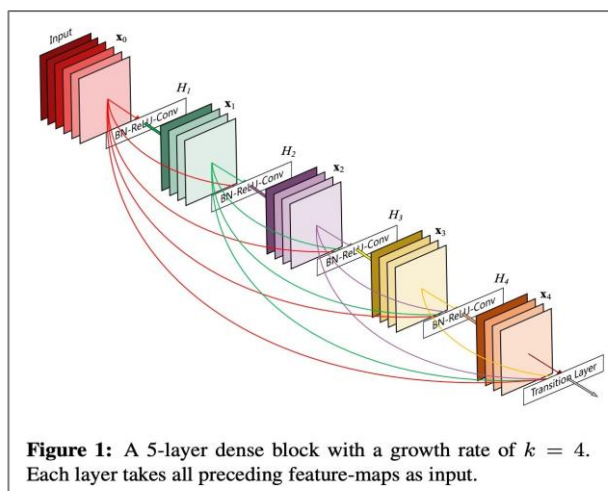 Input
x₀
H₁
BN-ReLU-Conv
x₁
H₂
BN-ReLU-Conv
x₂
H₃
BN-ReLU-Conv
x₃
H₄
BN-ReLU-Conv
x₄
Transition Layer
Figure 1: A 5-layer dense block with a growth rate of k = 4.
Each layer takes all preceding feature-maps as input.